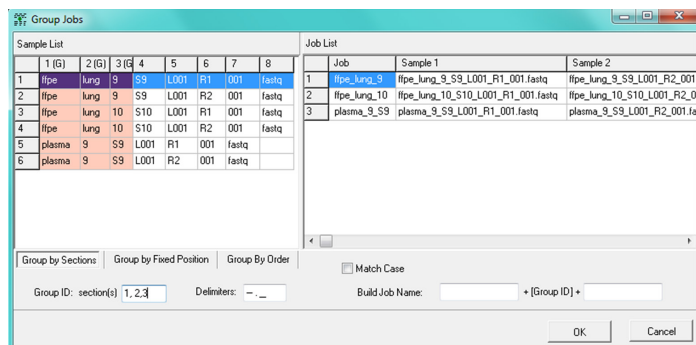 Group Jobs
Sample List
1 (G) 2 (G) 3 (G 4 5 6 7 8
1 ffpe lung 9 S9 L001 R1 001 fastq
2 ffpe lung 9 S9 L001 R2 001 fastq
3 ffpe lung 10 S10 L001 R1 001 fastq
4 ffpe lung 10 S10 L001 R2 001 fastq
5 plasma 9 S9 L001 R1 001 fastq
6 plasma 9 S9 L001 R2 001 fastq
Job List
Job Sample 1 Sample 2
1 ffpe_lung_9 ffpe_lung_9_S9_L001_R1_001.fastq ffpe_lung_9_S9_L001_R2_001.
2 ffpe_lung_10 ffpe_lung_10_S10_L001_R1_001.fastq ffpe_lung_10_S10_L001_R2_0
3 plasma_9_S9 plasma_9_S9_L001_R1_001.fastq plasma_9_S9_L001_R2_001.fa
Group by Sections Group by Fixed Position Group By Order
Match Case
Group ID: section(s) 1, 2,3 Delimiters: -._
Build Job Name: + [Group ID] +
OK Cancel